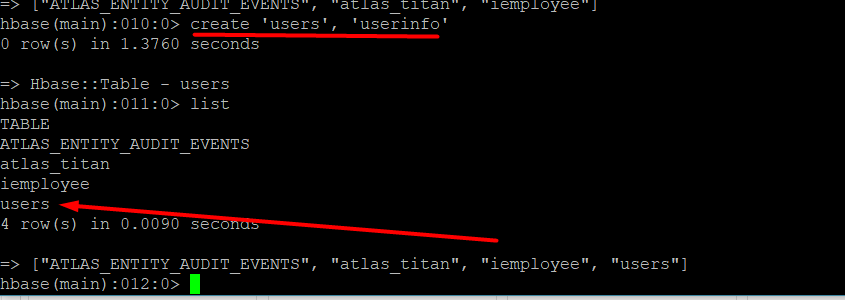 => ["ATLAS_ENTITY_AUDIT_EVENTS", "atlas_titan", "iemployee"]
hbase(main):010:0> create 'users', 'userinfo'
0 row(s) in 1.3760 seconds
=> Hbase::Table - users
hbase(main):011:0> list
TABLE
ATLAS_ENTITY_AUDIT_EVENTS
atlas_titan
iemployee
users
4 row(s) in 0.0090 seconds
=> ["ATLAS_ENTITY_AUDIT_EVENTS", "atlas_titan", "iemployee", "users"]
hbase(main):012:0>